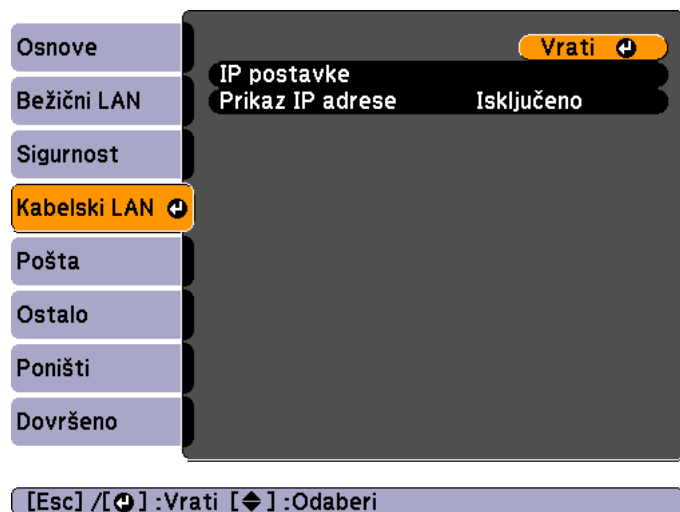 Osnove
Bežični LAN
Sigurnost
Kabelski LAN
Pošta
Ostalo
Poništi
Dovršeno
Vrati
IP postavke
Prikaz IP adrese Isključeno
[Esc] /[⏎] :Vrati [◆] :Odaberi